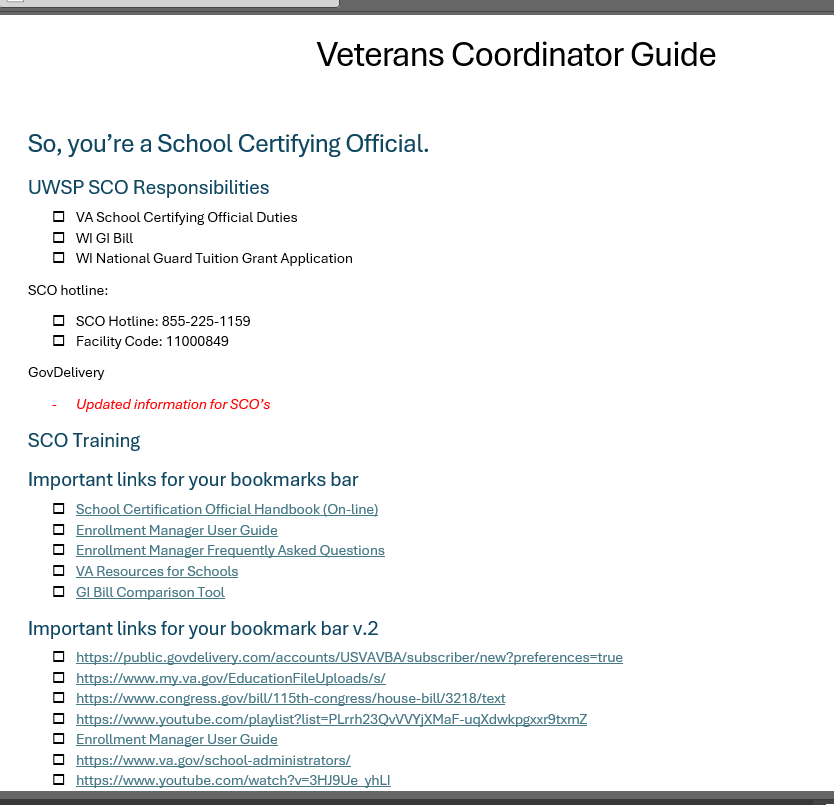 Veterans Coordinator Guide
So, you’re a School Certifying Official.
UWSP SCO Responsibilities
VA School Certifying Official Duties
WI GI Bill
WI National Guard Tuition Grant Application
SCO hotline:
SCO Hotline: 855-225-1159
Facility Code: 11000849
GovDelivery
- Updated information for SCO’s
SCO Training
Important links for your bookmarks bar
School Certification Official Handbook (On-line)
Enrollment Manager User Guide
Enrollment Manager Frequently Asked Questions
VA Resources for Schools
GI Bill Comparison Tool
Important links for your bookmark bar v.2
https://public.govdelivery.com/accounts/USVAVBA/subscriber/new?preferences=true
https://www.my.va.gov/EducationFileUploads/s/
https://www.congress.gov/bill/115th-congress/house-bill/3218/text
https://www.youtube.com/playlist?list=PLrrh23QvVVYjXMaF-uqXdwkpgxxr9txmZ
Enrollment Manager User Guide
https://www.va.gov/school-administrators/
https://www.youtube.com/watch?v=3HJ9Ue_yhLI